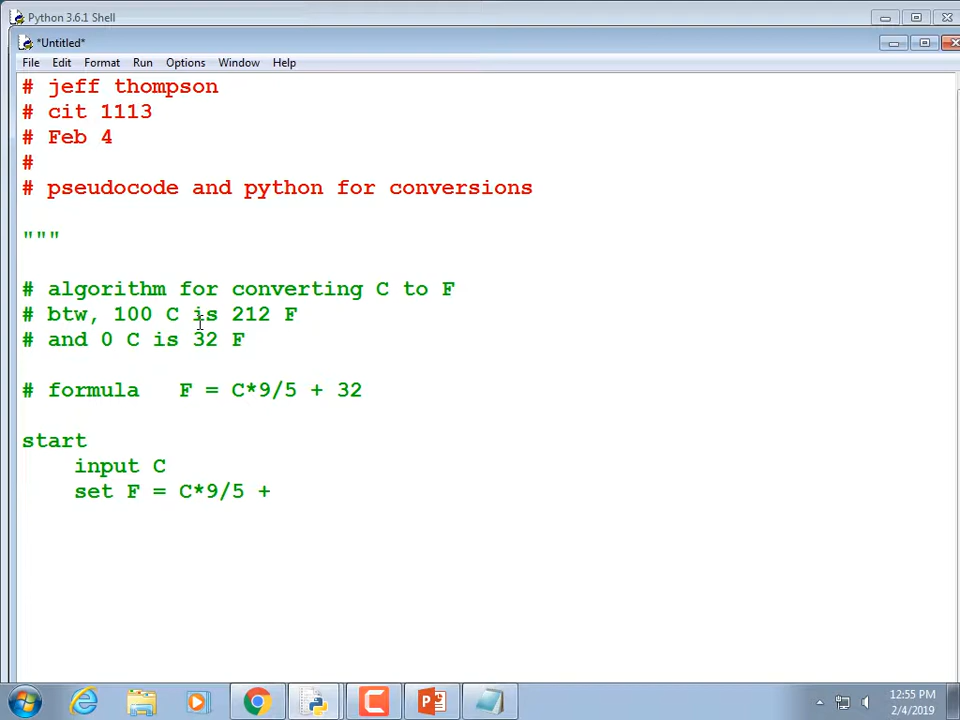 Python 3.6.1 Shell
*Untitled*
File Edit Format Run Options Window Help
# jeff thompson
# cit 1113
# Feb 4
#
# pseudocode and python for conversions
"""
# algorithm for converting C to F
# btw, 100 C is 212 F
# and 0 C is 32 F
# formula   F = C*9/5 + 32
start
    input C
    set F = C*9/5 +
12:55 PM
2/4/2019